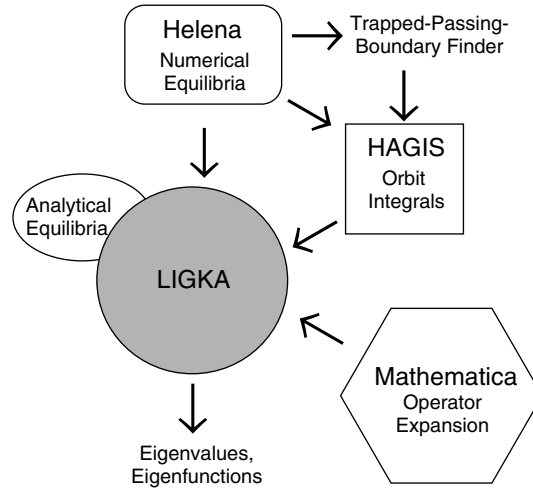 Helena
Numerical
Equilibria
Trapped-Passing-
Boundary Finder
HAGIS
Orbit
Integrals
Analytical
Equilibria
LIGKA
Mathematica
Operator
Expansion
Eigenvalues,
Eigenfunctions